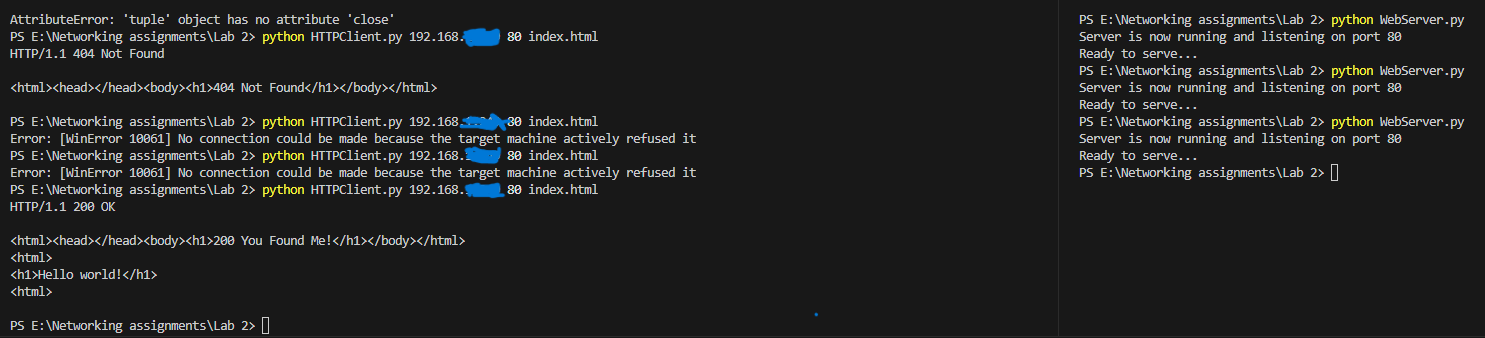 AttributeError: 'tuple' object has no attribute 'close'
PS E:\Networking assignments\Lab 2> python HTTPClient.py 192.168. 80 index.html
HTTP/1.1 404 Not Found
<html><head></head><body><h1>404 Not Found</h1></body></html>
PS E:\Networking assignments\Lab 2> python HTTPClient.py 192.168. 80 index.html
Error: [WinError 10061] No connection could be made because the target machine actively refused it
PS E:\Networking assignments\Lab 2> python HTTPClient.py 192.168. 80 index.html
Error: [WinError 10061] No connection could be made because the target machine actively refused it
PS E:\Networking assignments\Lab 2> python HTTPClient.py 192.168. 80 index.html
HTTP/1.1 200 OK
<html><head></head><body><h1>200 You Found Me!</h1></body></html>
<html>
<h1>Hello world!</h1>
<html>
PS E:\Networking assignments\Lab 2>
PS E:\Networking assignments\Lab 2> python WebServer.py
Server is now running and listening on port 80
Ready to serve...
PS E:\Networking assignments\Lab 2> python WebServer.py
Server is now running and listening on port 80
Ready to serve...
PS E:\Networking assignments\Lab 2> python WebServer.py
Server is now running and listening on port 80
Ready to serve...
PS E:\Networking assignments\Lab 2>